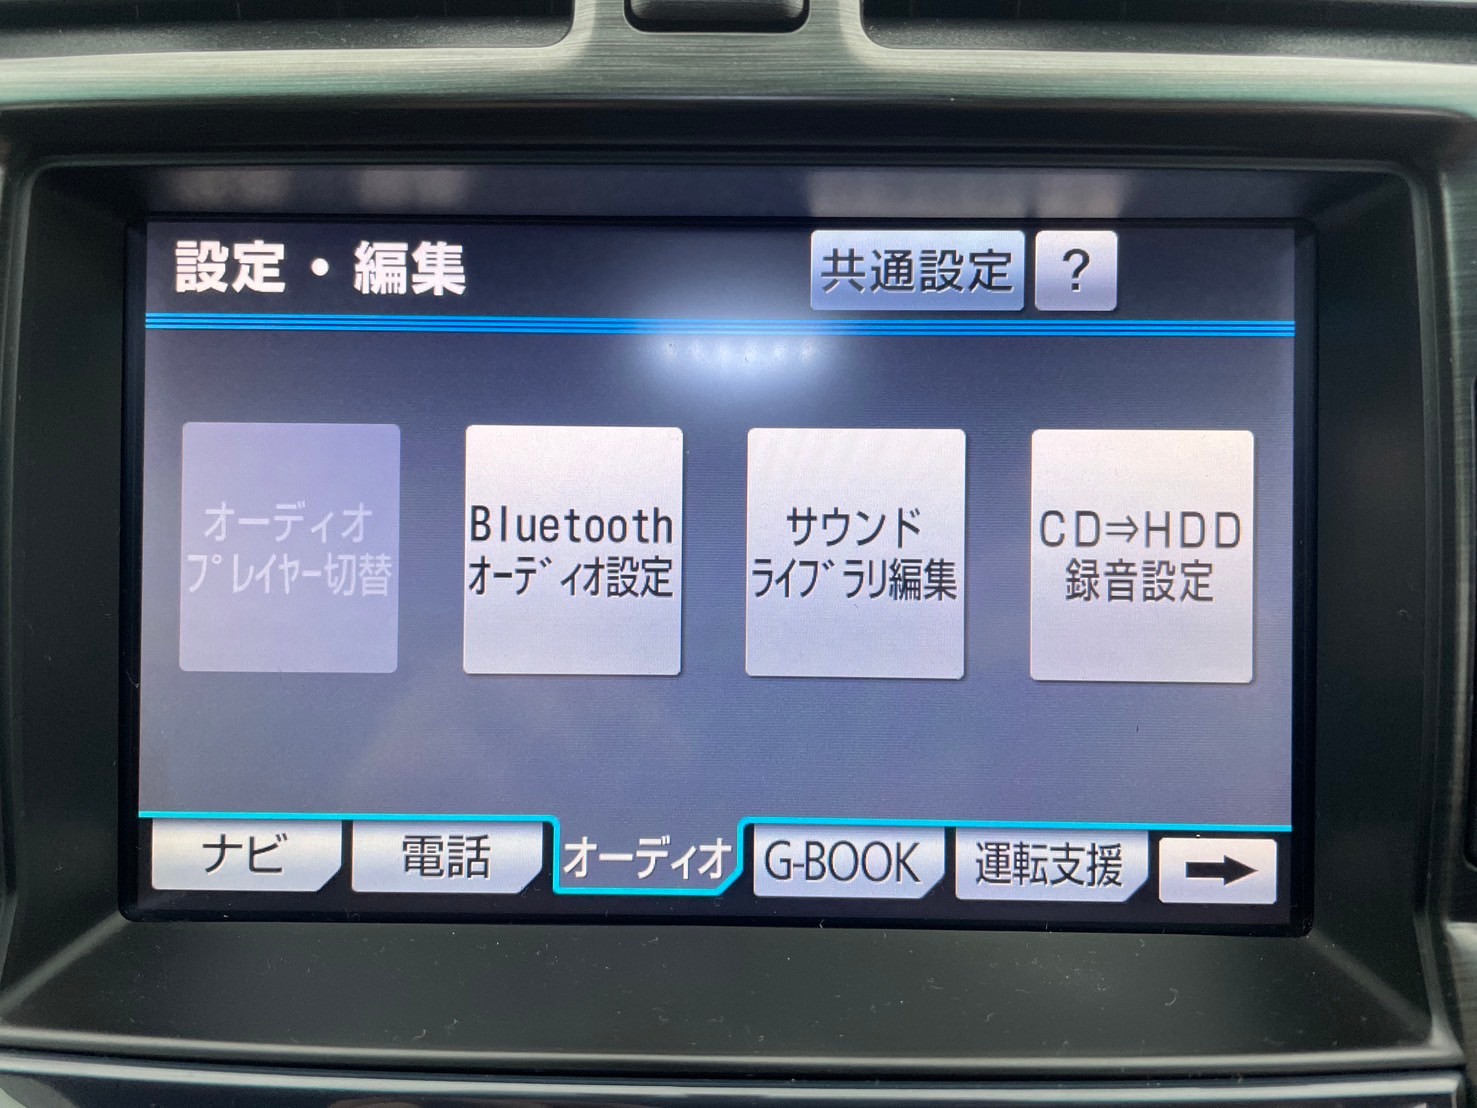 設定・編集
共通設定
?
オーディオ
プレイヤー切替
Bluetooth
オーディオ設定
サウンド
ライブラリ編集
CD⇒HDD
録音設定
ナビ
電話
オーディオ
G-BOOK
運転支援
→